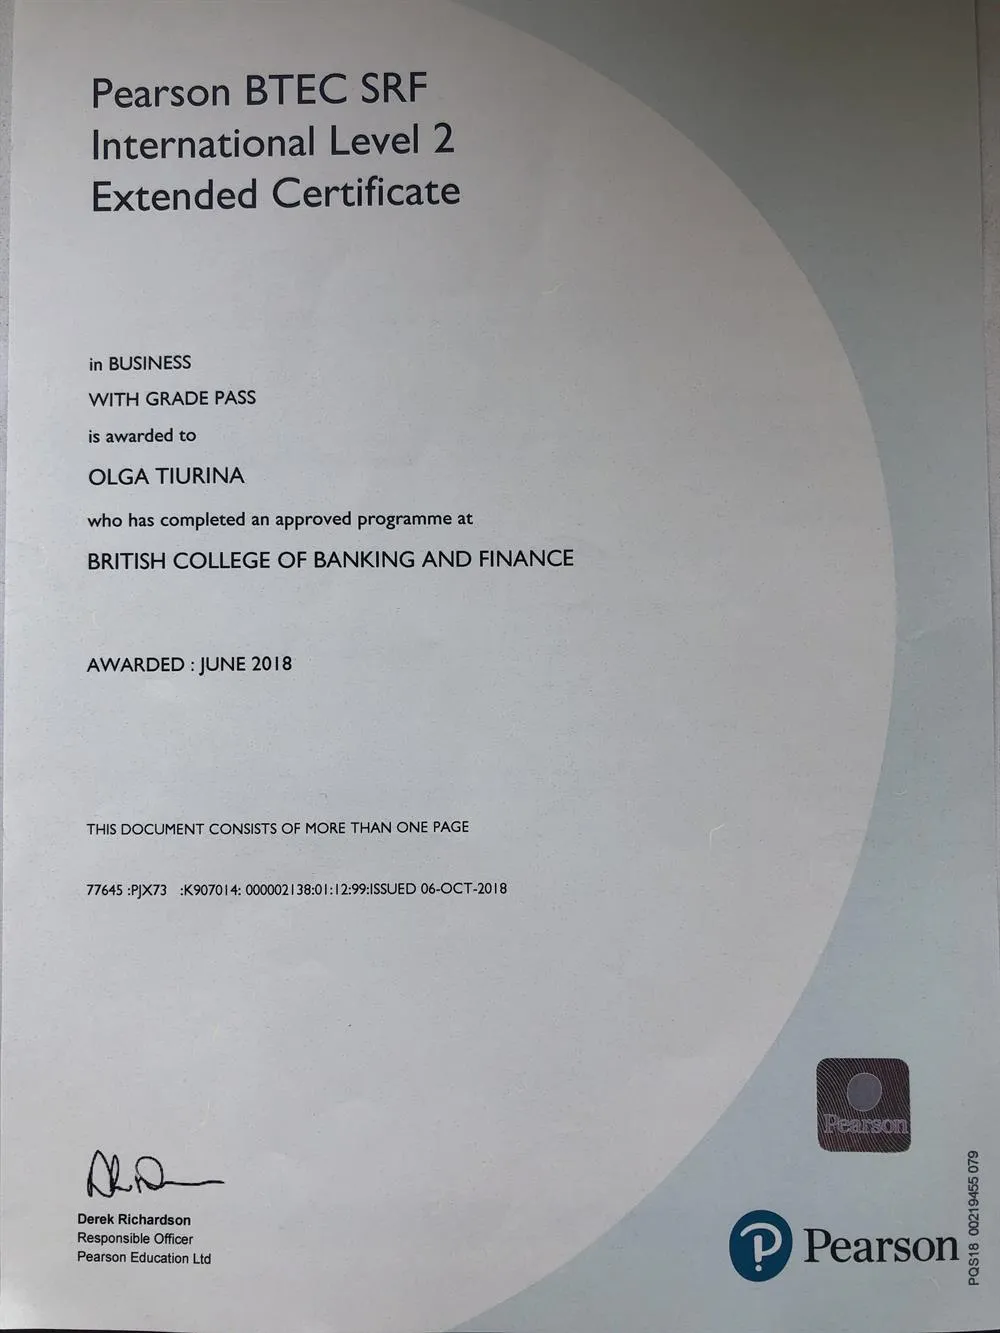 Pearson BTEC SRF
International Level 2
Extended Certificate
in BUSINESS
WITH GRADE PASS
is awarded to
OLGA TIURINA
who has completed an approved programme at
BRITISH COLLEGE OF BANKING AND FINANCE
AWARDED : JUNE 2018
THIS DOCUMENT CONSISTS OF MORE THAN ONE PAGE
77645 :PJX73 :K907014: 000002138:01:12:99:ISSUED 06-OCT-2018
Derek Richardson
Responsible Officer
Pearson Education Ltd
Pearson
Pearson
PQS18 00219455 079